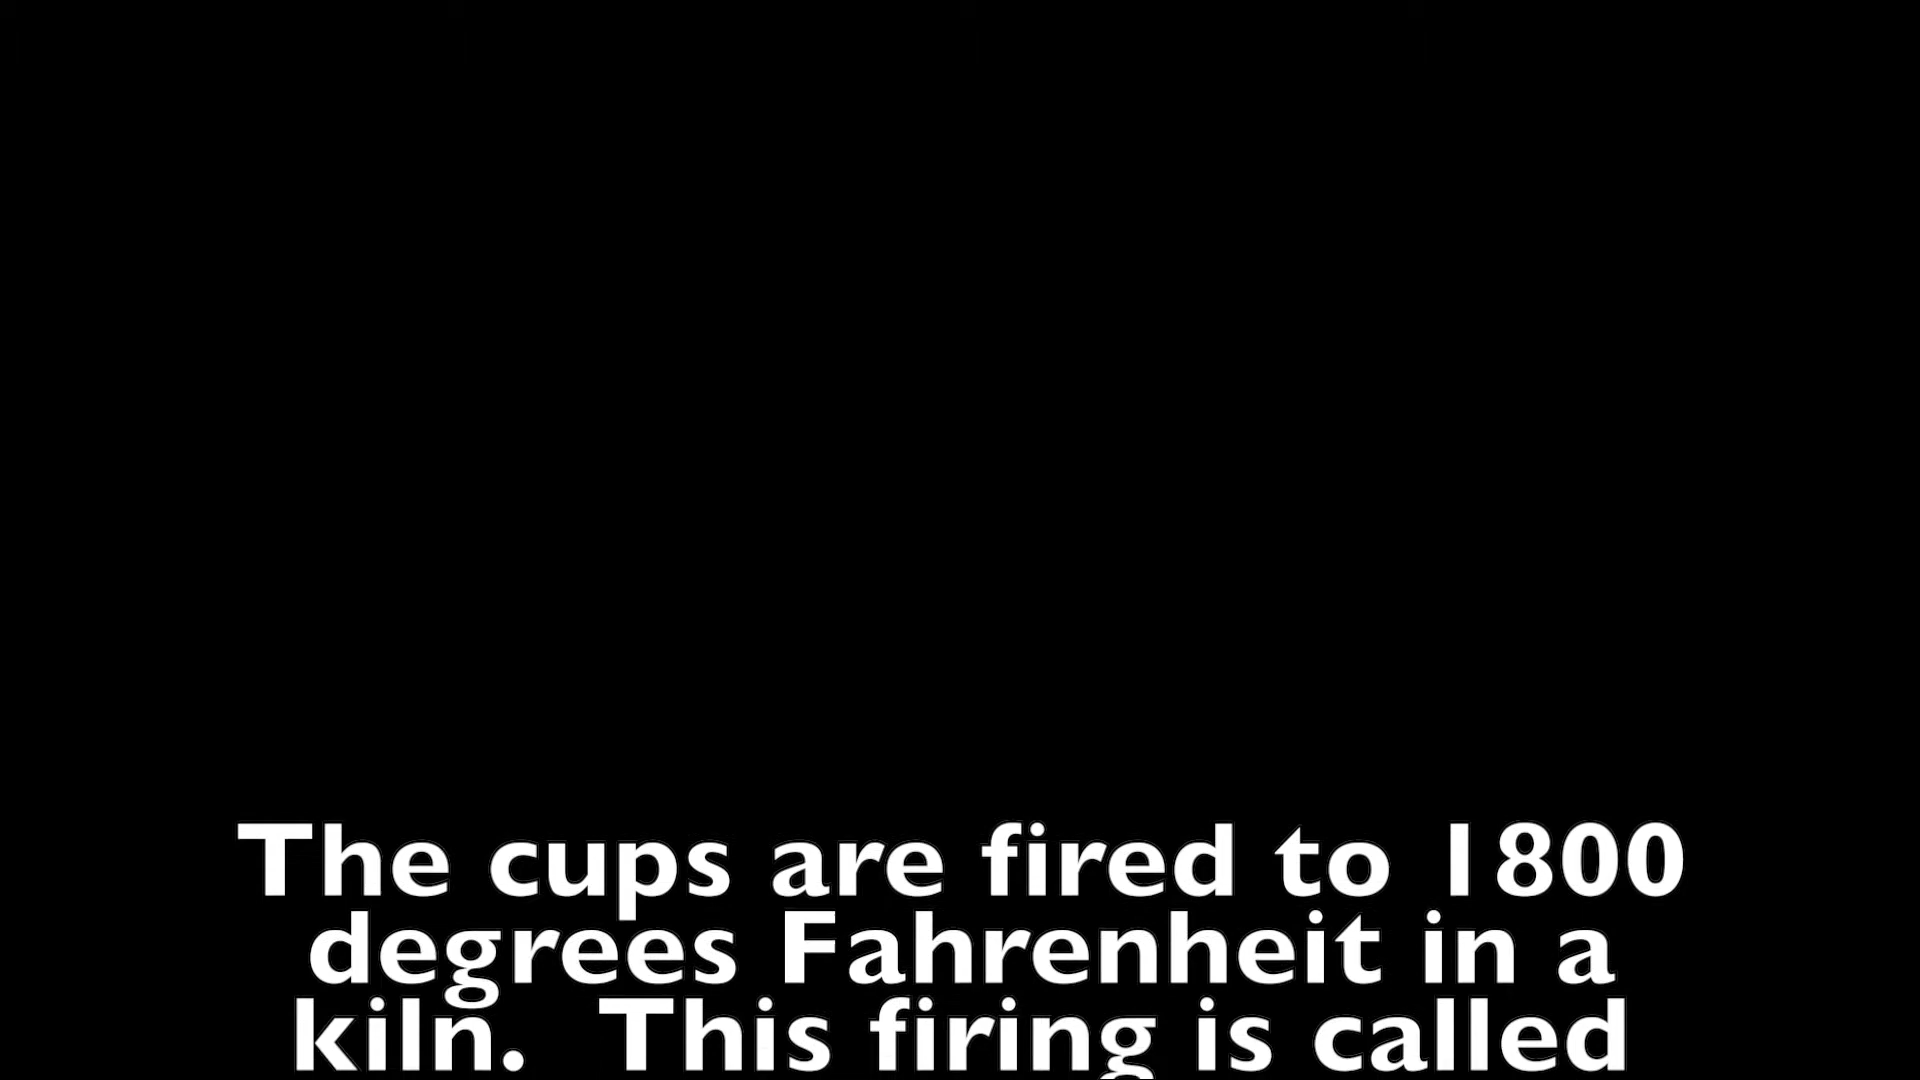 The cups are fired to 1800
degrees Fahrenheit in a
kiln.  This firing is called